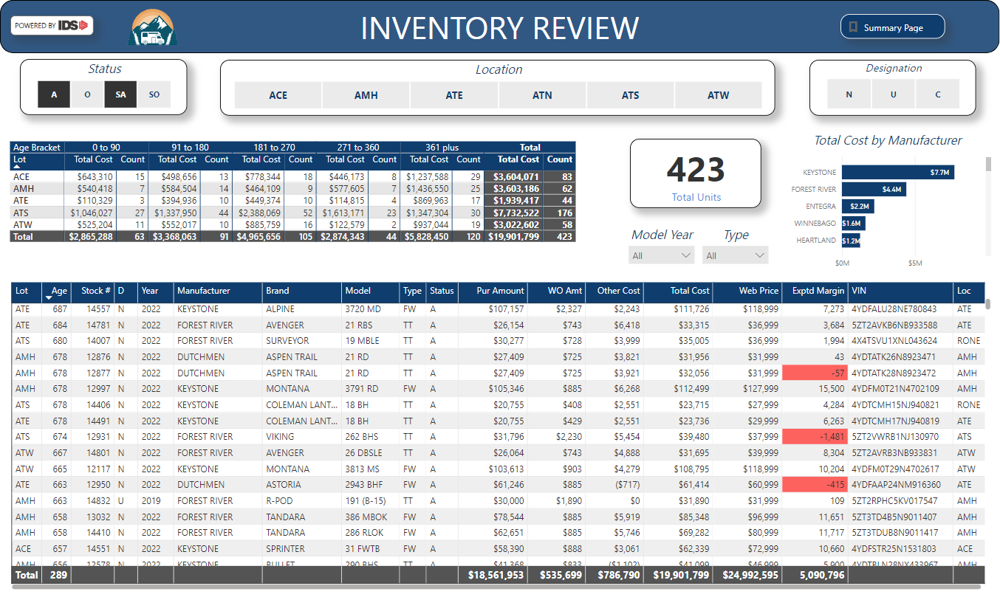 POWERED BY IDS
INVENTORY REVIEW
Summary Page
Status
A O SA SO
Location
ACE AMH ATE ATN ATS ATW
Designation
N U C
Age Bracket 0 to 90 91 to 180 181 to 270 271 to 360 361 plus Total
Lot Total Cost Count Total Cost Count Total Cost Count Total Cost Count Total Cost Count Total Cost Count
ACE $643,310 15 $498,656 13 $778,344 18 $446,173 8 $1,237,588 29 $3,604,071 83
AMH $540,418 7 $584,504 14 $464,109 9 $577,605 7 $1,436,550 25 $3,603,186 62
ATE $110,329 3 $394,936 10 $449,374 10 $114,815 4 $869,963 17 $1,939,417 44
ATS $1,046,027 27 $1,337,950 44 $2,388,069 52 $1,613,171 23 $1,347,304 30 $7,732,522 176
ATW $525,204 11 $552,017 10 $885,759 16 $122,579 2 $937,044 19 $3,022,602 58
Total $2,865,288 63 $3,368,063 91 $4,965,656 105 $2,874,343 44 $5,828,450 120 $19,901,799 423
423
Total Units
Model Year Type
All All
Total Cost by Manufacturer
KEYSTONE $7.7M
FOREST RIVER $4.4M
ENTEGRA $2.2M
WINNEBAGO $1.6M
HEARTLAND $1.2M
$0M $5M
Lot Age Stock # D Year Manufacturer Brand Model Type Status Pur Amount WO Amt Other Cost Total Cost Web Price Exptd Margin VIN Loc
ATE 687 14557 N 2022 KEYSTONE ALPINE 3720 MD FW A $107,157 $2,327 $2,243 $111,726 $118,999 7,273 4YDFALU28NE780843 ATE
ATE 684 14781 N 2022 FOREST RIVER AVENGER 21 RBS TT A $26,154 $743 $6,418 $33,315 $36,999 3,684 5ZT2AVKB6NB933588 ATE
ATS 680 14007 N 2022 FOREST RIVER SURVEYOR 19 MBLE TT A $30,277 $728 $3,999 $35,005 $36,999 1,994 4X4TSVU1XNL043624 RONE
AMH 678 12876 N 2022 DUTCHMEN ASPEN TRAIL 21 RD TT A $27,409 $725 $3,821 $31,956 $31,999 43 4YDTATK26N8923471 AMH
AMH 678 12877 N 2022 DUTCHMEN ASPEN TRAIL 21 RD TT A $27,409 $725 $3,921 $32,056 $31,999 -57 4YDTATK28N8923472 AMH
AMH 678 12997 N 2022 KEYSTONE MONTANA 3791 RD FW A $105,346 $885 $6,268 $112,499 $127,999 15,500 4YDFM0T21N4702109 AMH
ATS 678 14406 N 2022 KEYSTONE COLEMAN LANT... 18 BH TT A $20,755 $408 $2,551 $23,715 $27,999 4,284 4YDTCMH15NJ940821 RONE
ATE 678 14491 N 2022 KEYSTONE COLEMAN LANT... 18 BH TT A $20,755 $429 $2,551 $23,736 $29,999 6,263 4YDTCMH17NJ940819 ATE
ATS 674 12931 N 2022 FOREST RIVER VIKING 262 BHS TT A $31,796 $2,230 $5,454 $39,480 $37,999 -1,481 5ZT2VWRB1NJ130970 ATS
ATW 667 14801 N 2022 FOREST RIVER AVENGER 26 DBSLE TT A $26,064 $743 $4,888 $31,695 $39,999 8,304 5ZT2AVRB3NB933831 ATW
ATW 665 12117 N 2022 KEYSTONE MONTANA 3813 MS FW A $103,613 $903 $4,279 $108,795 $118,999 10,204 4YDFM0T29N4702617 ATW
ATE 663 12950 N 2022 DUTCHMEN ASTORIA 2943 BHF FW A $61,246 $885 ($717) $61,414 $60,999 -415 4YDFAAP24NM916360 ATE
AMH 663 14832 U 2019 FOREST RIVER R-POD 191 (B-15) TT A $30,000 $1,890 $0 $31,890 $31,999 109 5ZT2RPHC5KV017547 AMH
AMH 658 13032 N 2022 FOREST RIVER TANDARA 386 MBOK FW A $78,544 $885 $5,919 $85,348 $96,999 11,651 5ZT3TD4B5N9011407 AMH
AMH 658 14410 N 2022 FOREST RIVER TANDARA 286 RLOK FW A $62,651 $885 $5,746 $69,282 $80,999 11,717 5ZT3TDUB8N9011417 AMH
ACE 657 14551 N 2022 KEYSTONE SPRINTER 31 FWTB FW A $58,390 $888 $3,061 $62,339 $72,999 10,660 4YDFSTR25N1531803 ACE
AMH 656 12578 N 2022 KEYSTONE BULLET 290 BHS TT A $41,368 $833 ($1,102) $41,099 $46,999 5,900 4YDTBLN28NX433967 AMH
Total 289 $18,561,953 $535,699 $786,790 $19,901,799 $24,992,595 5,090,796